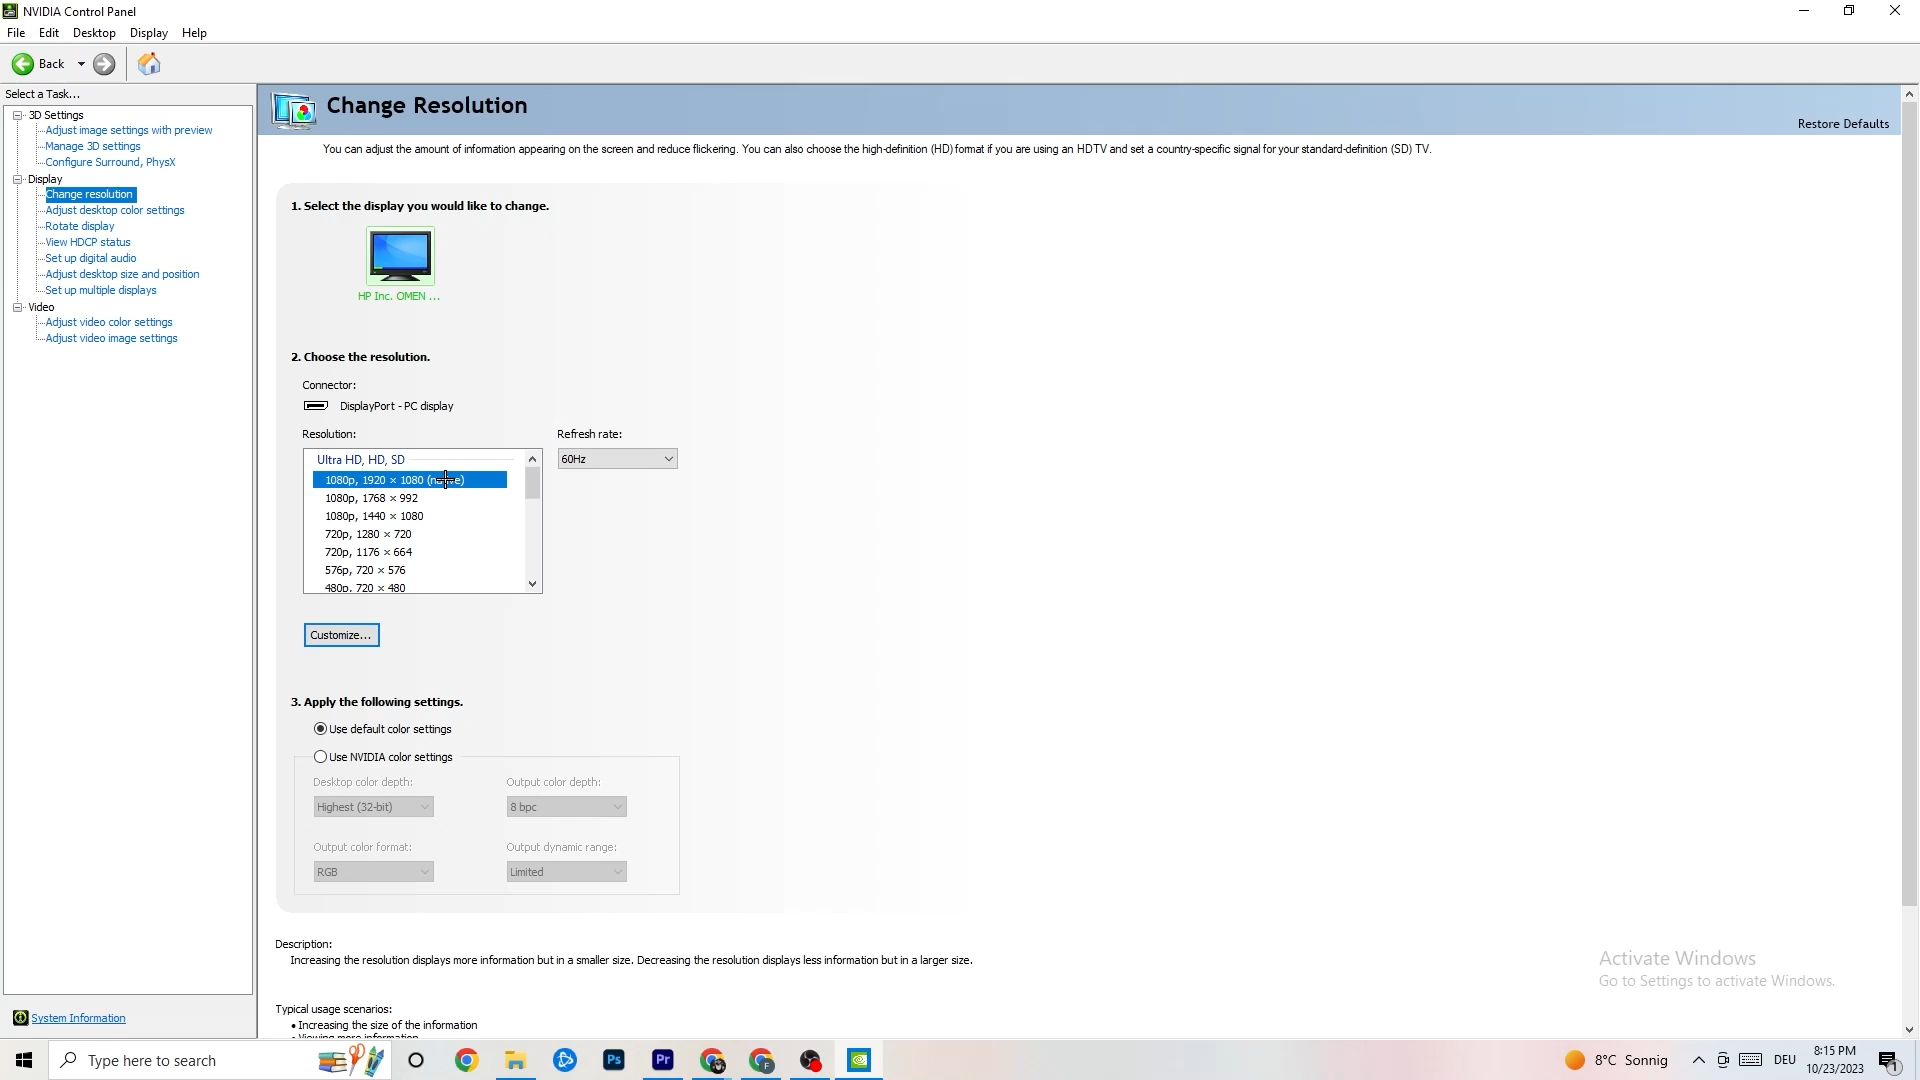 NVIDIA Control Panel
File Edit Desktop Display Help
Back
Select a Task...
3D Settings
Adjust image settings with preview
Manage 3D settings
Configure Surround, PhysX
Display
Change resolution
Adjust desktop color settings
Rotate display
View HDCP status
Set up digital audio
Adjust desktop size and position
Set up multiple displays
Video
Adjust video color settings
Adjust video image settings
System Information
Change Resolution
Restore Defaults
You can adjust the amount of information appearing on the screen and reduce flickering. You can also choose the high-definition (HD) format if you are using an HDTV and set a country-specific signal for your standard-definition (SD) TV.
1. Select the display you would like to change.
HP Inc. OMEN ...
2. Choose the resolution.
Connector:
DisplayPort - PC display
Resolution:
Refresh rate:
Ultra HD, HD, SD
60Hz
1080p, 1920 × 1080
1080p, 1768 × 992
1080p, 1440 × 1080
720p, 1280 × 720
720p, 1176 × 664
576p, 720 × 576
480p, 720 × 480
Customize...
3. Apply the following settings.
Use default color settings
Use NVIDIA color settings
Desktop color depth:
Output color depth:
Highest (32-bit)
8 bpc
Output color format:
Output dynamic range:
RGB
Limited
Description:
Increasing the resolution displays more information but in a smaller size. Decreasing the resolution displays less information but in a larger size.
Typical usage scenarios:
• Increasing the size of the information
• Viewing more information
Activate Windows
Go to Settings to activate Windows.
Type here to search
Ps
Pr
F
8°C Sonnig
DEU
8:15 PM
10/23/2023
1